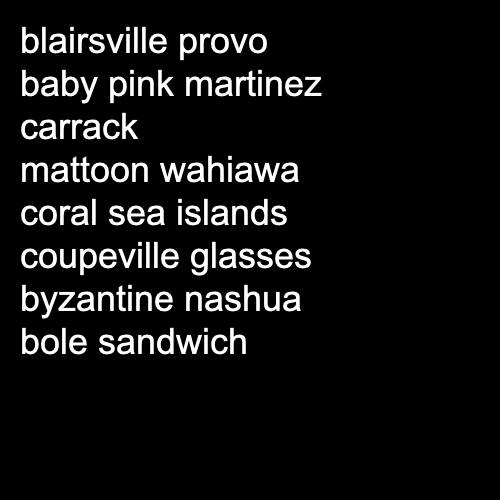 blairsville provo
baby pink martinez
carrack
mattoon wahiawa
coral sea islands
coupeville glasses
byzantine nashua
bole sandwich